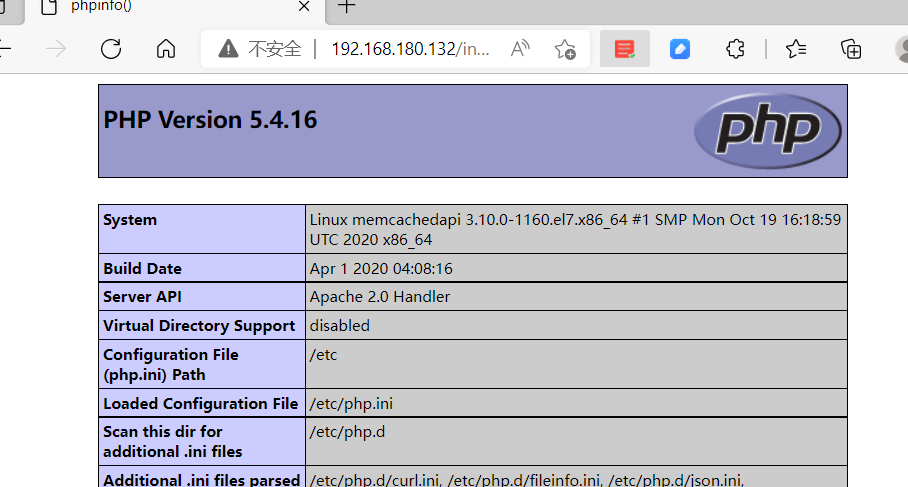 phpinfo()
不安全 | 192.168.180.132/in...
PHP Version 5.4.16
php
System
Linux memcachedapi 3.10.0-1160.el7.x86_64 #1 SMP Mon Oct 19 16:18:59
UTC 2020 x86_64
Build Date
Apr 1 2020 04:08:16
Server API
Apache 2.0 Handler
Virtual Directory Support
disabled
Configuration File
(php.ini) Path
/etc
Loaded Configuration File
/etc/php.ini
Scan this dir for
additional .ini files
/etc/php.d
Additional .ini files parsed
/etc/php.d/curl.ini, /etc/php.d/fileinfo.ini, /etc/php.d/json.ini,